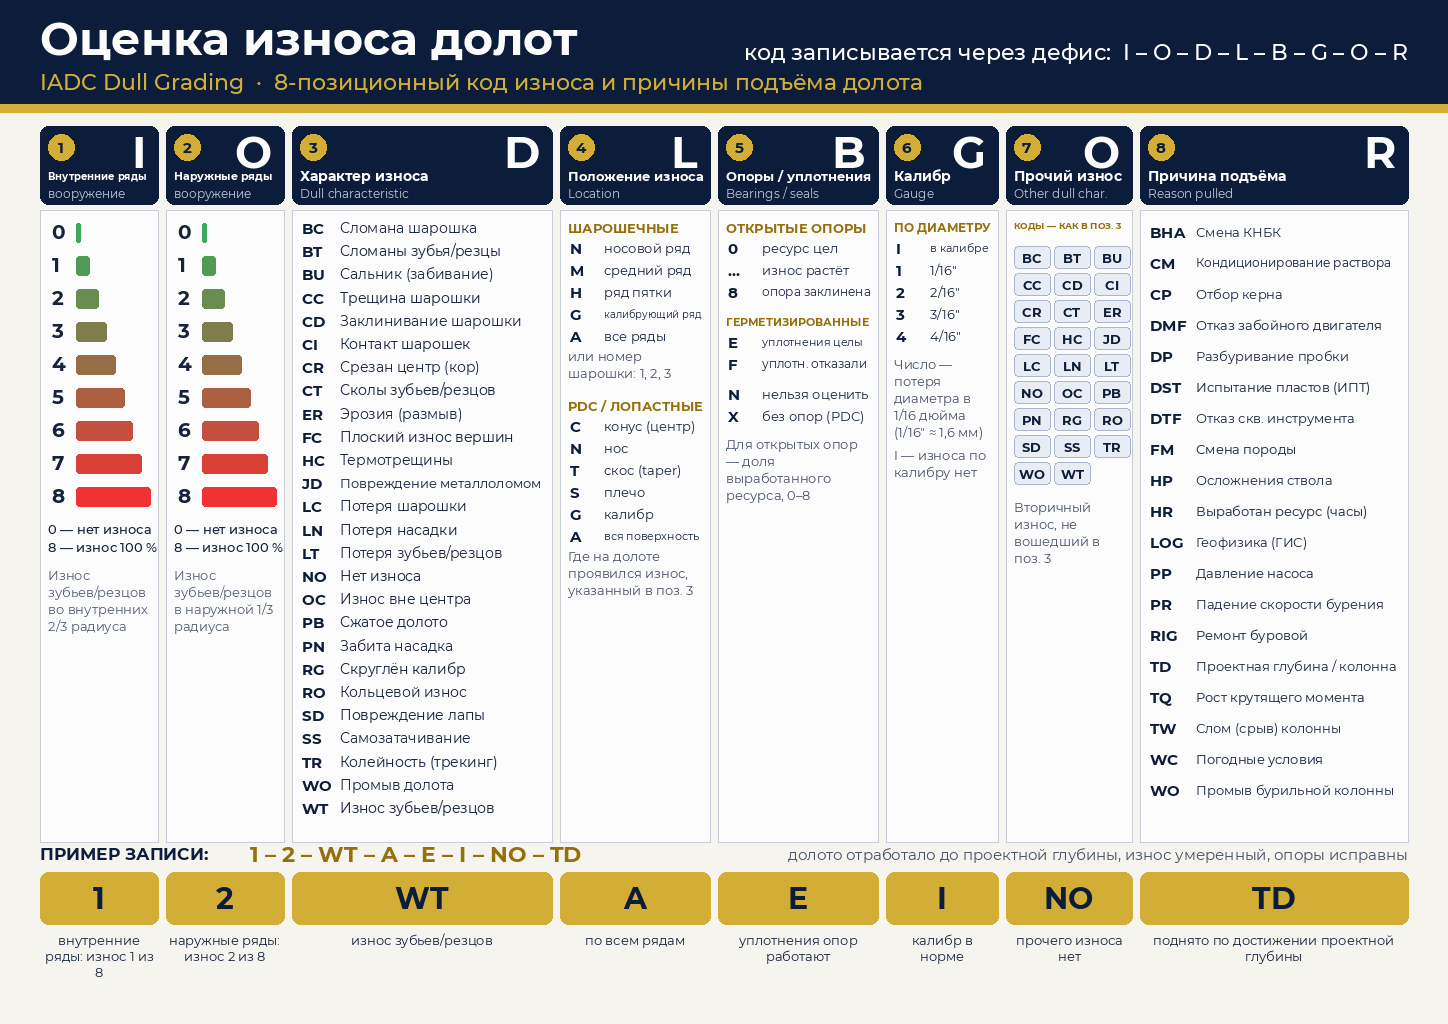 Оценка износа долот
код записывается через дефис: I – O – D – L – B – G – O – R
IADC Dull Grading · 8-позиционный код износа и причины подъёма долота
1 I
Внутренние ряды
вооружение
0
1
2
3
4
5
6
7
8
0 — нет износа
8 — износ 100 %
Износ
зубьев/резцов
во внутренних
2/3 радиуса
2 O
Наружные ряды
вооружение
0
1
2
3
4
5
6
7
8
0 — нет износа
8 — износ 100 %
Износ
зубьев/резцов
в наружной 1/3
радиуса
3 D
Характер износа
Dull characteristic
BC Сломана шарошка
BT Сломаны зубья/резцы
BU Сальник (забивание)
CC Трещина шарошки
CD Заклинивание шарошки
CI Контакт шарошек
CR Срезан центр (кор)
CT Сколы зубьев/резцов
ER Эрозия (размыв)
FC Плоский износ вершин
HC Термотрещины
JD Повреждение металлоломом
LC Потеря шарошки
LN Потеря насадки
LT Потеря зубьев/резцов
NO Нет износа
OC Износ вне центра
PB Сжатое долото
PN Забита насадка
RG Скруглён калибр
RO Кольцевой износ
SD Повреждение лапы
SS Самозатачивание
TR Колейность (трекинг)
WO Промыв долота
WT Износ зубьев/резцов
4 L
Положение износа
Location
ШАРОШЕЧНЫЕ
N носовой ряд
M средний ряд
H ряд пятки
G калибрующий ряд
A все ряды
или номер
шарошки: 1, 2, 3
PDC / ЛОПАСТНЫЕ
C конус (центр)
N нос
T скос (taper)
S плечо
G калибр
A вся поверхность
Где на долоте
проявился износ,
указанный в поз. 3
5 B
Опоры / уплотнения
Bearings / seals
ОТКРЫТЫЕ ОПОРЫ
0 ресурс цел
... износ растёт
8 опора заклинена
ГЕРМЕТИЗИРОВАННЫЕ
E уплотнения целы
F уплотн. отказали
N нельзя оценить
X без опор (PDC)
Для открытых опор
— доля
выработанного
ресурса, 0–8
6 G
Калибр
Gauge
ПО ДИАМЕТРУ
I в калибре
1 1/16"
2 2/16"
3 3/16"
4 4/16"
Число —
потеря
диаметра в
1/16 дюйма
(1/16" ≈ 1,6 мм)
I — износа по
калибру нет
7 O
Прочий износ
Other dull char.
КОДЫ — КАК В ПОЗ. 3
BC BT BU
CC CD CI
CR CT ER
FC HC JD
LC LN LT
NO OC PB
PN RG RO
SD SS TR
WO WT
Вторичный
износ, не
вошедший в
поз. 3
8 R
Причина подъёма
Reason pulled
BHA Смена КНБК
CM Кондиционирование раствора
CP Отбор керна
DMF Отказ забойного двигателя
DP Разбуривание пробки
DST Испытание пластов (ИПТ)
DTF Отказ скв. инструмента
FM Смена породы
HP Осложнения ствола
HR Выработан ресурс (часы)
LOG Геофизика (ГИС)
PP Давление насоса
PR Падение скорости бурения
RIG Ремонт буровой
TD Проектная глубина / колонна
TQ Рост крутящего момента
TW Слом (срыв) колонны
WC Погодные условия
WO Промыв бурильной колонны
ПРИМЕР ЗАПИСИ: 1 – 2 – WT – A – E – I – NO – TD
долото отработало до проектной глубины, износ умеренный, опоры исправны
1 2 WT A E I NO TD
внутренние
ряды: износ 1 из
8
наружные ряды:
износ 2 из 8
износ зубьев/резцов
по всем рядам
уплотнения опор
работают
калибр в
норме
прочего износа
нет
поднято по достижении проектной
глубины